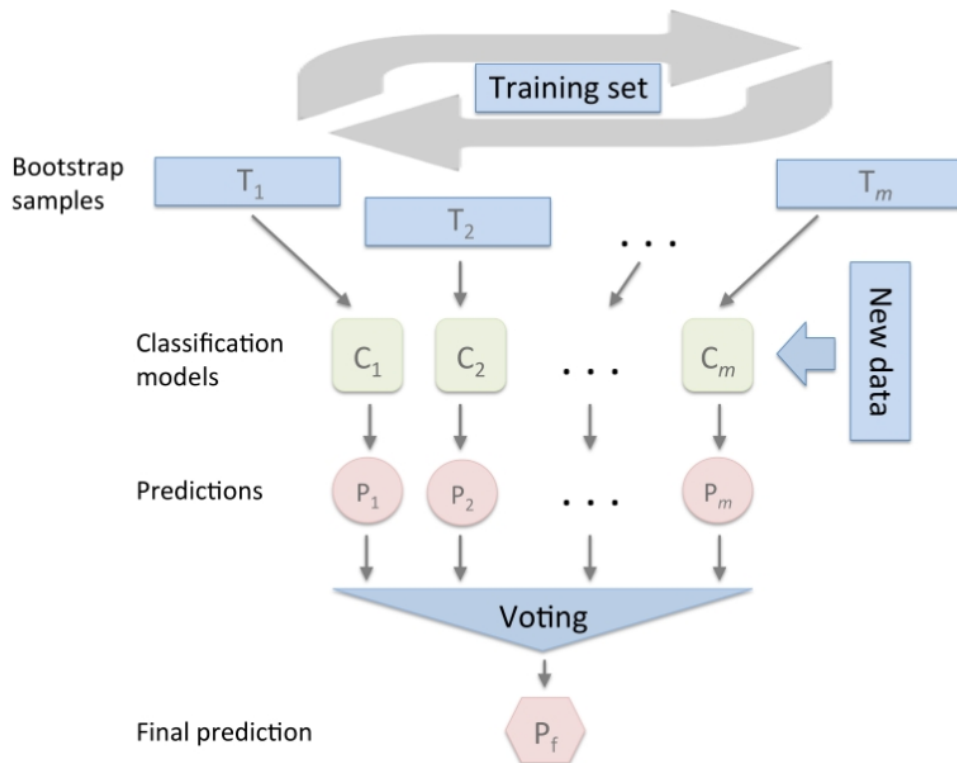 Training set
Bootstrap
samples
T1
T2
. . .
Tm
Classification
models
C1
C2
. . .
Cm
New data
Predictions
P1
P2
. . .
Pm
Voting
Final prediction
Pf